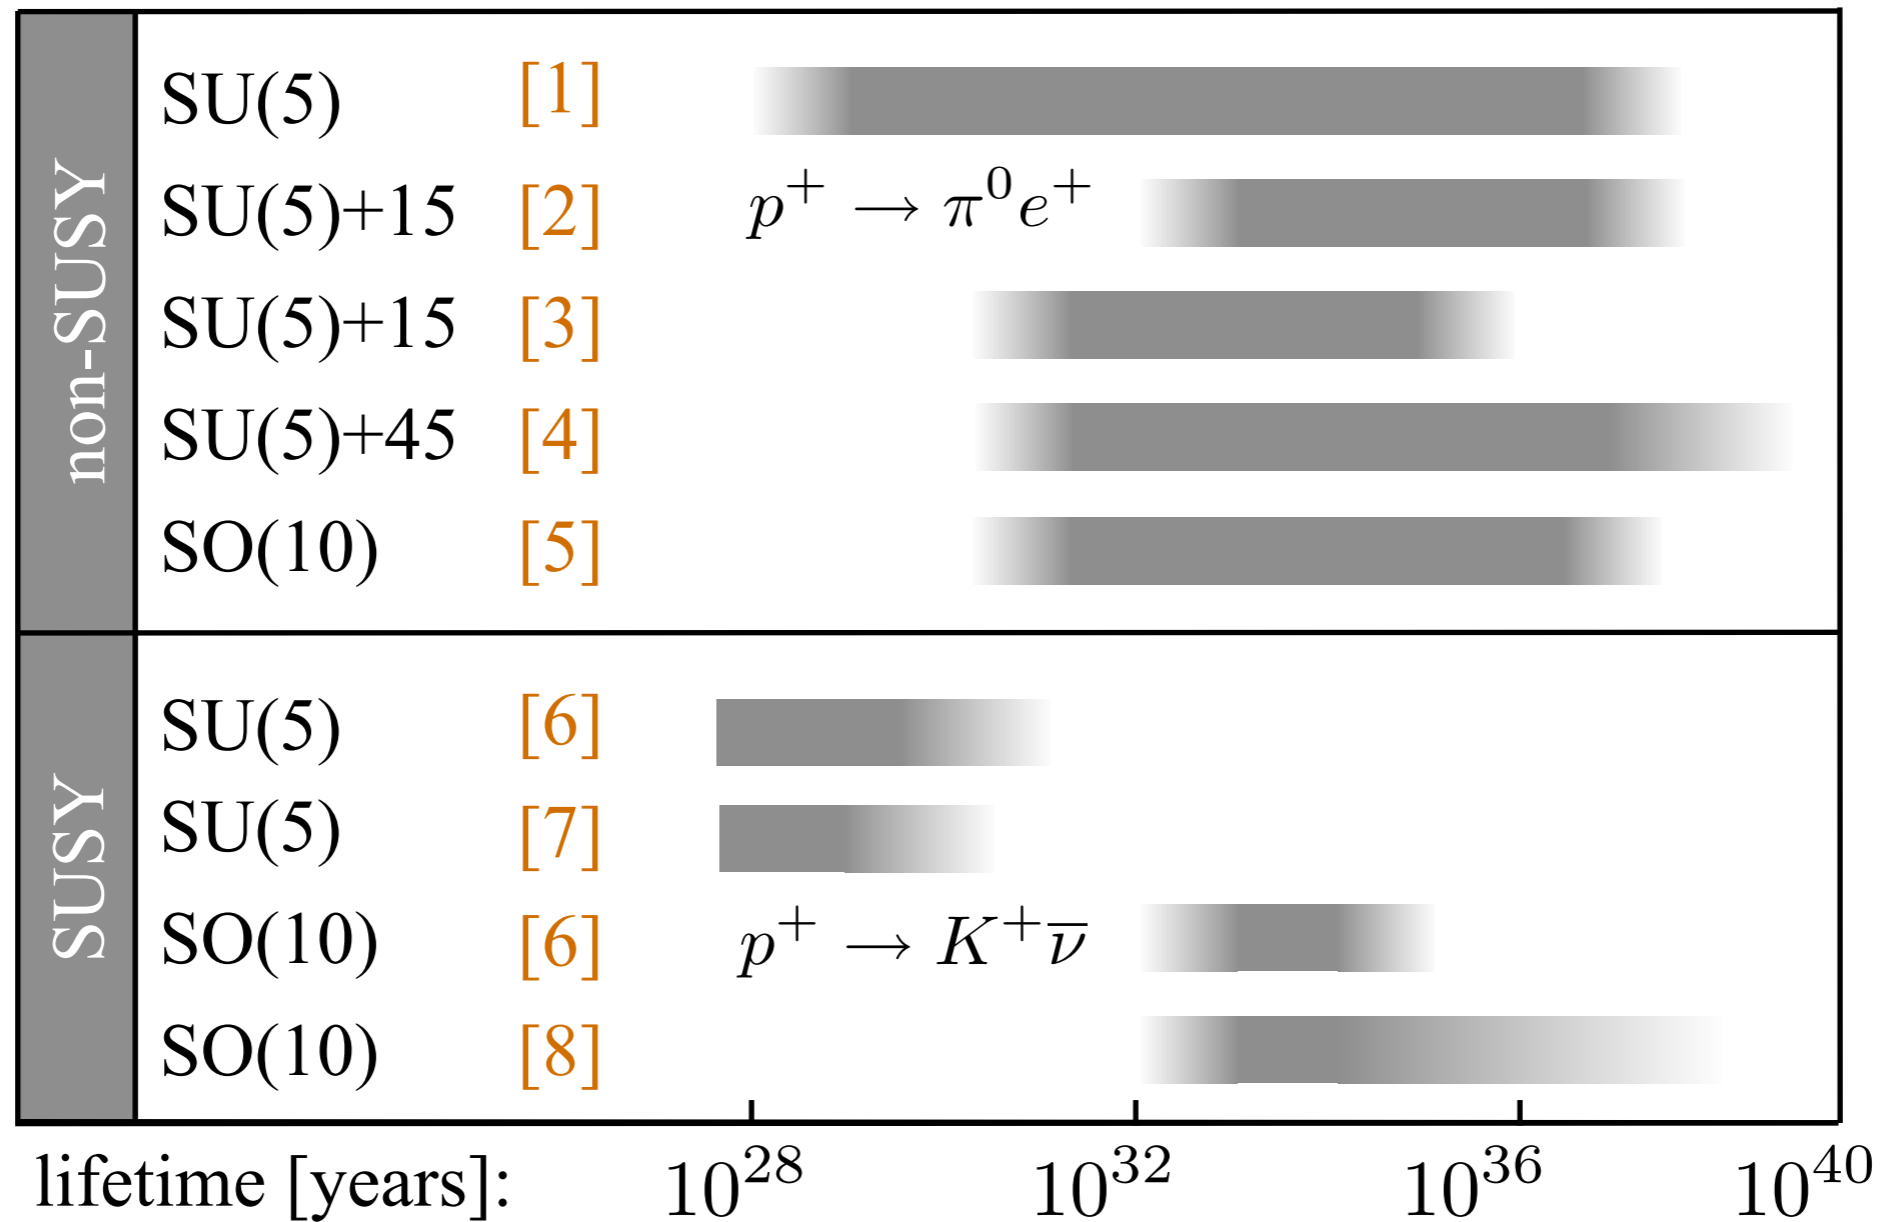 non-SUSY
SU(5) [1]
SU(5)+15 [2] p⁺ → π⁰e⁺
SU(5)+15 [3]
SU(5)+45 [4]
SO(10) [5]
SUSY
SU(5) [6]
SU(5) [7]
SO(10) [6] p⁺ → K⁺ν̅
SO(10) [8]
lifetime [years]: 10²⁸ 10³² 10³⁶ 10⁴⁰